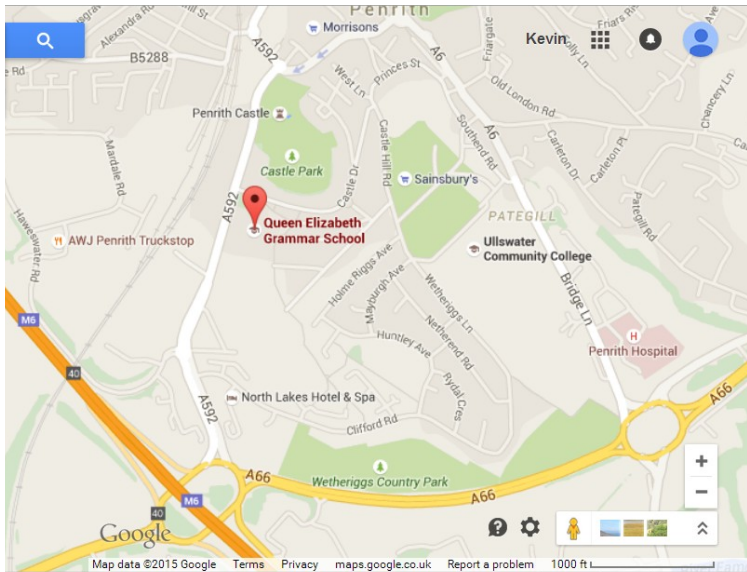 Penrith
Alexandra Rd
A592
Morrisons
B5288
A6
Friargate
Kevin
Princes St
West Ln
Old London Rd
Chancery Ln
Penrith Castle
Castle Hill Rd
Southend Rd
A6
Carleton Dr
Carleton Pl
Mardale Rd
Castle Park
Castle Dr
Sainsbury's
A592
Queen Elizabeth
Grammar School
PATEGILL
Pategill Rd
Haweswater Rd
AWJ Penrith Truckstop
Ullswater
Community College
Holme Riggs Ave
Mayburgh Ave
Wetheriggs Ln
Bridge Ln
M6
Huntley Ave
Netherend Rd
H
Penrith Hospital
40
Rydal Cres
A66
North Lakes Hotel & Spa
A592
Clifford Rd
A66
Wetheriggs Country Park
A66
M6
40
Google
Map data ©2015 Google
Terms
Privacy
maps.google.co.uk
Report a problem
1000 ft